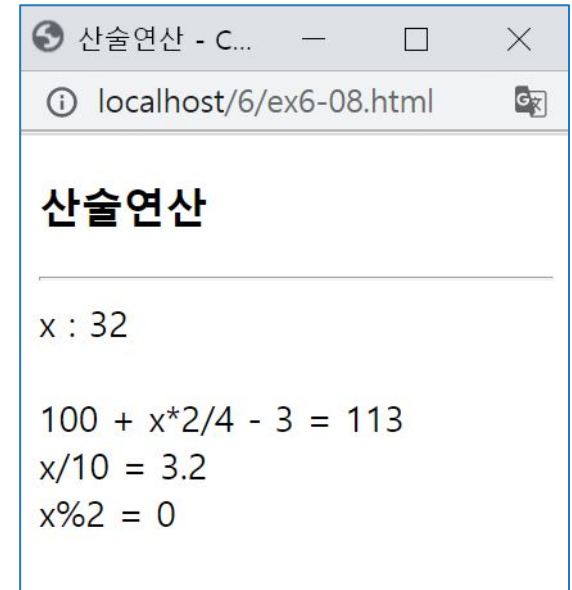 산술연산 - C...
localhost/6/ex6-08.html
산술연산
x : 32
100 + x*2/4 - 3 = 113
x/10 = 3.2
x%2 = 0